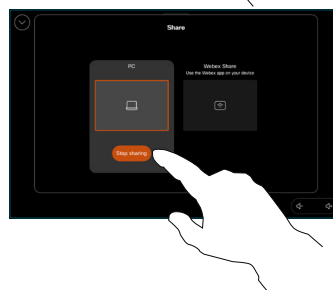 Share
PC
Webex Share
Use the Webex app on your device
Stop sharing